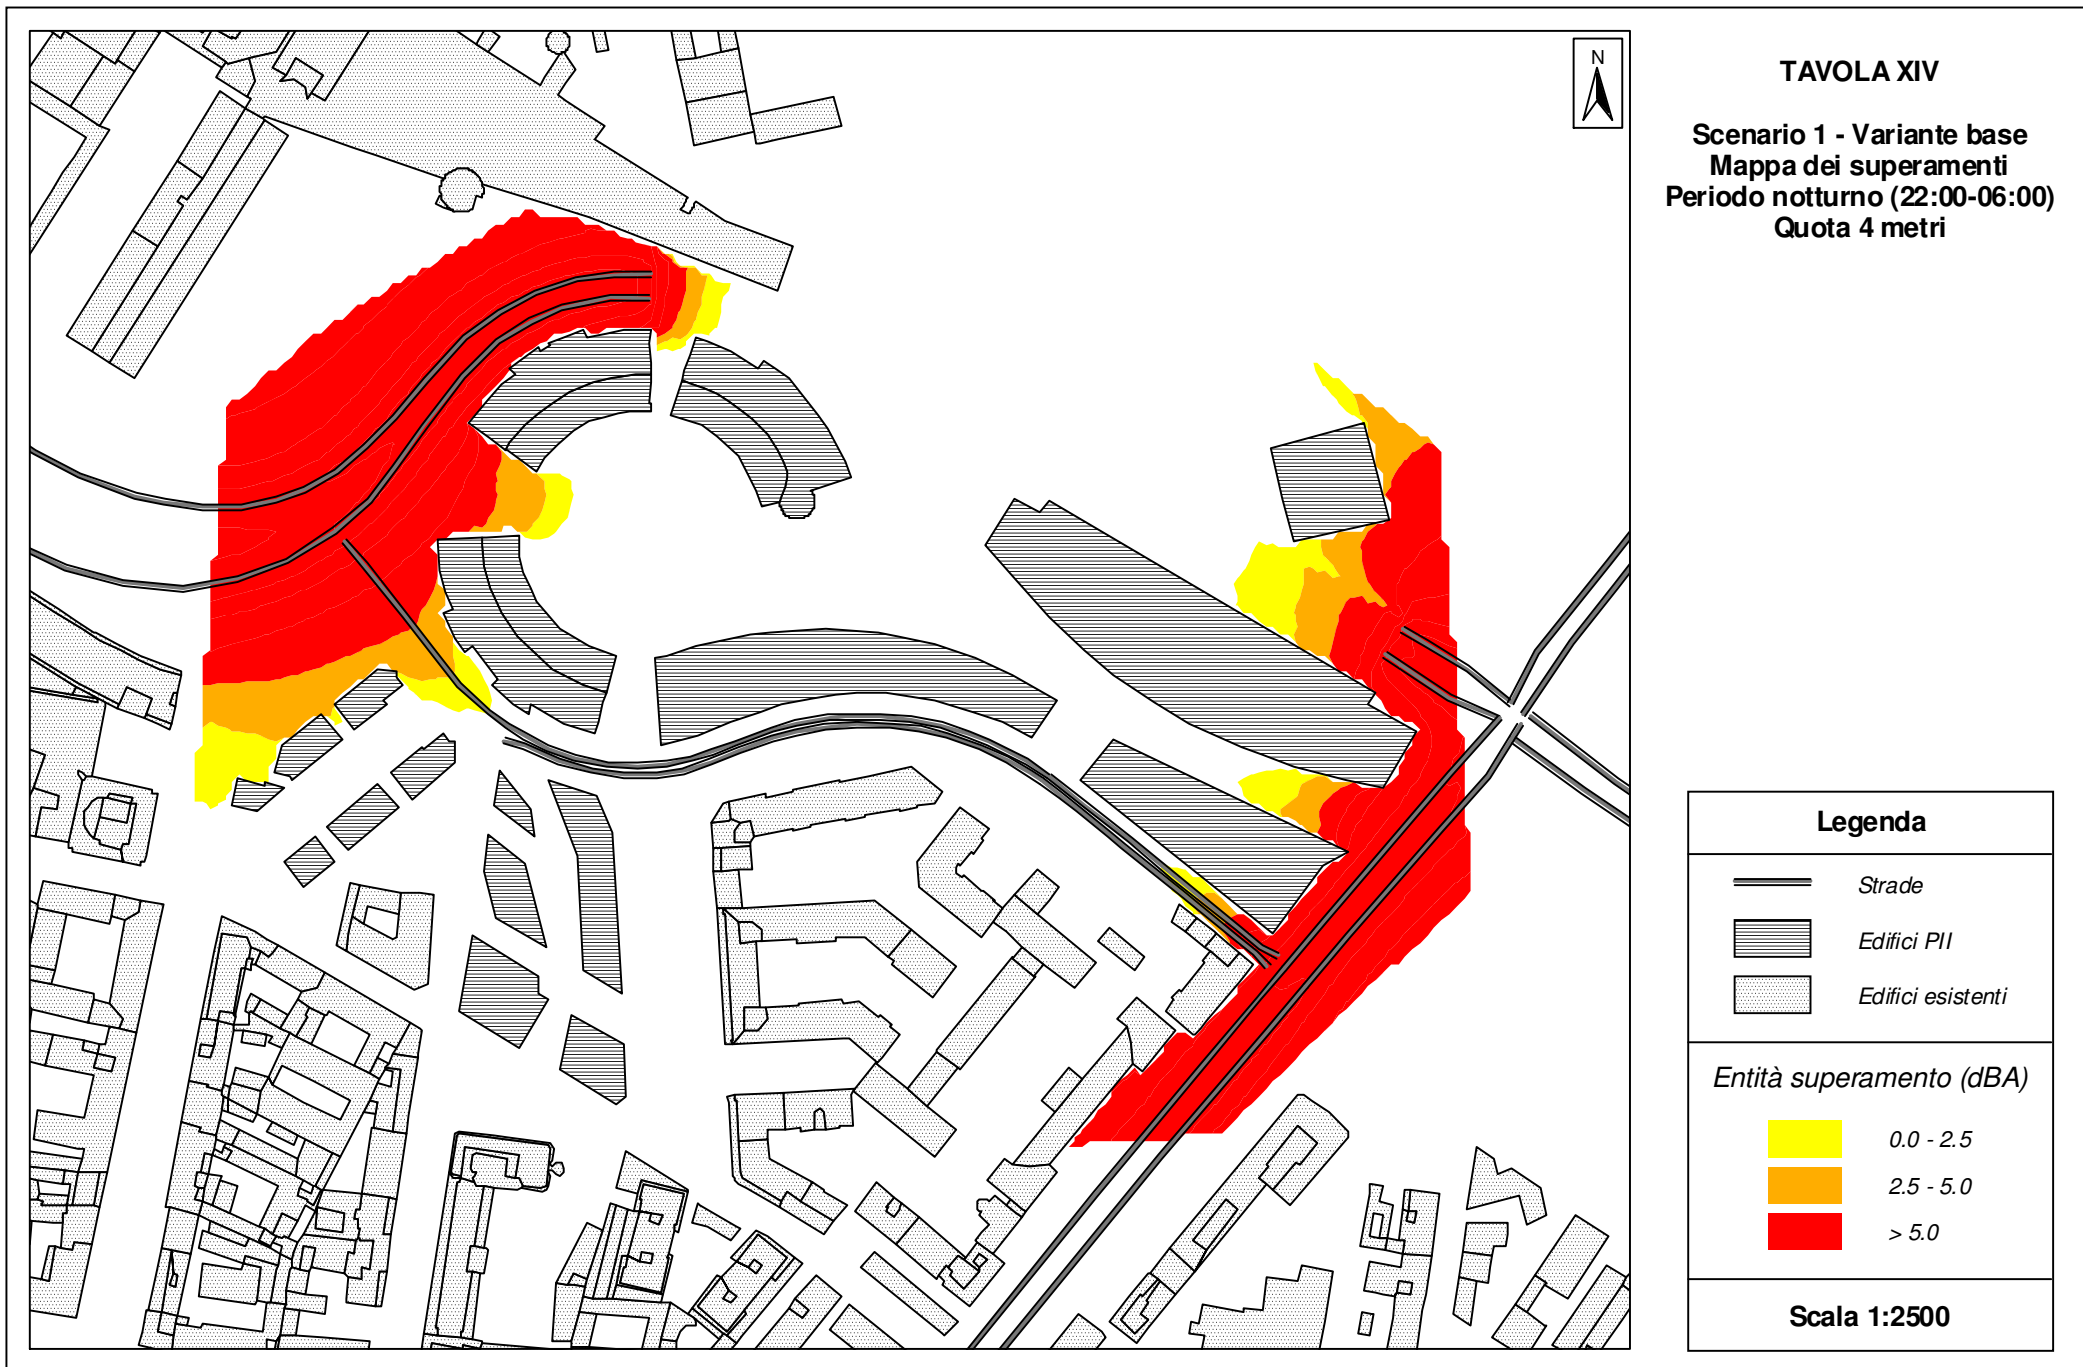 N
TAVOLA XIV
Scenario 1 - Variante base
Mappa dei superamenti
Periodo notturno (22:00-06:00)
Quota 4 metri
Legenda
Strade
Edifici PII
Edifici esistenti
Entità superamento (dBA)
0.0 - 2.5
2.5 - 5.0
> 5.0
Scala 1:2500